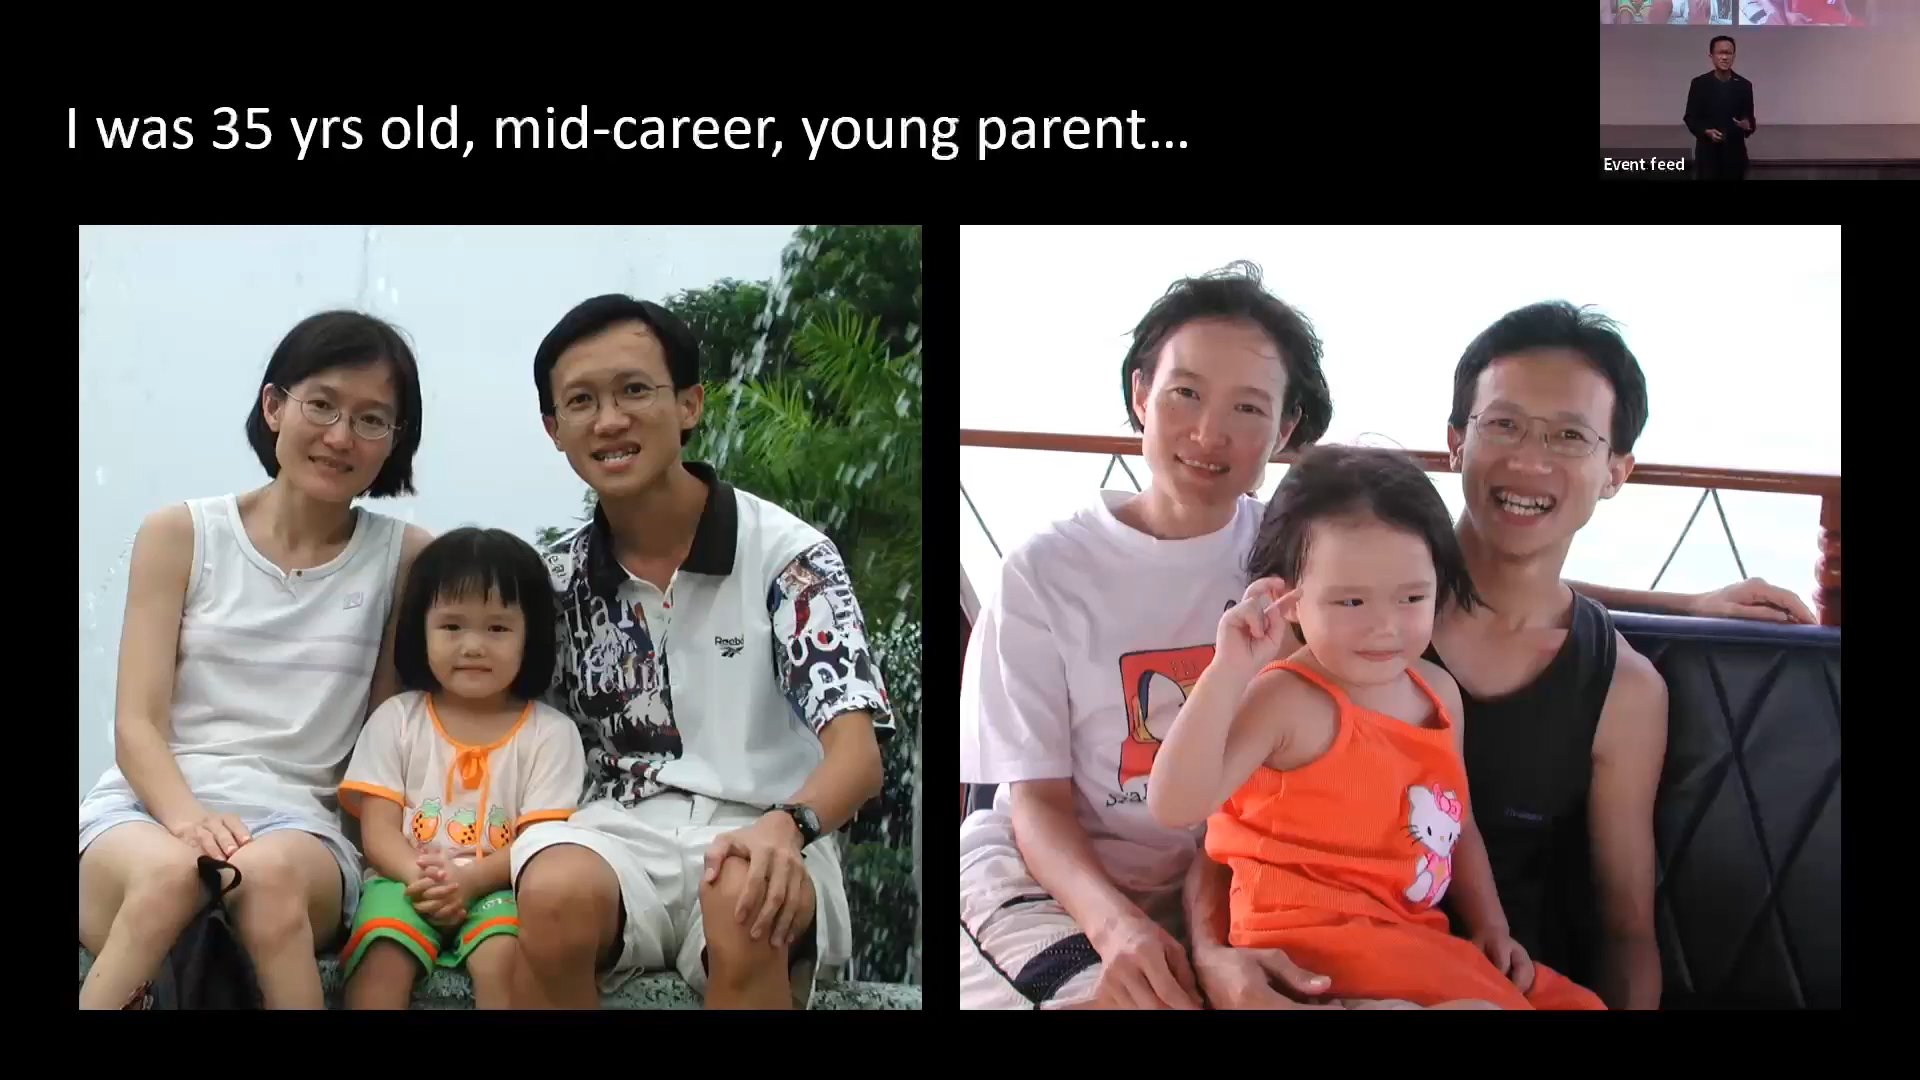 I was 35 yrs old, mid-career, young parent...
Event feed
Reebok